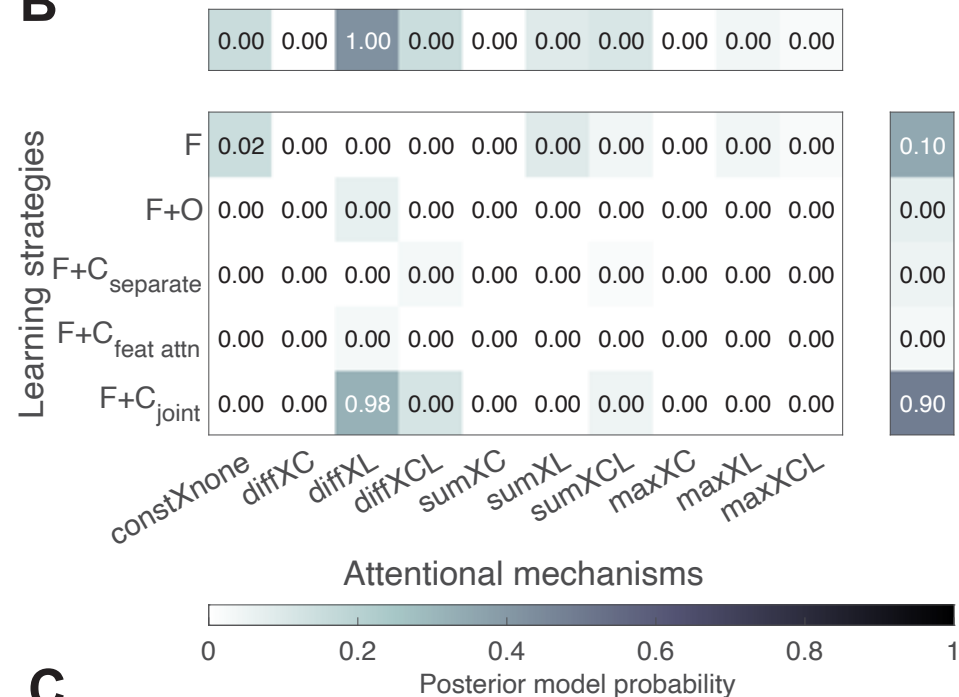 B
0.00 0.00 1.00 0.00 0.00 0.00 0.00 0.00 0.00 0.00
Learning strategies
F 0.02 0.00 0.00 0.00 0.00 0.00 0.00 0.00 0.00 0.00 0.10
F+O 0.00 0.00 0.00 0.00 0.00 0.00 0.00 0.00 0.00 0.00 0.00
F+C separate 0.00 0.00 0.00 0.00 0.00 0.00 0.00 0.00 0.00 0.00 0.00
F+C feat attn 0.00 0.00 0.00 0.00 0.00 0.00 0.00 0.00 0.00 0.00 0.00
F+C joint 0.00 0.00 0.98 0.00 0.00 0.00 0.00 0.00 0.00 0.00 0.90
constXnone diffXC diffXL diffXCL sumXC sumXL sumXCL maxXC maxXL maxXCL
Attentional mechanisms
0 0.2 0.4 0.6 0.8 1
Posterior model probability
C